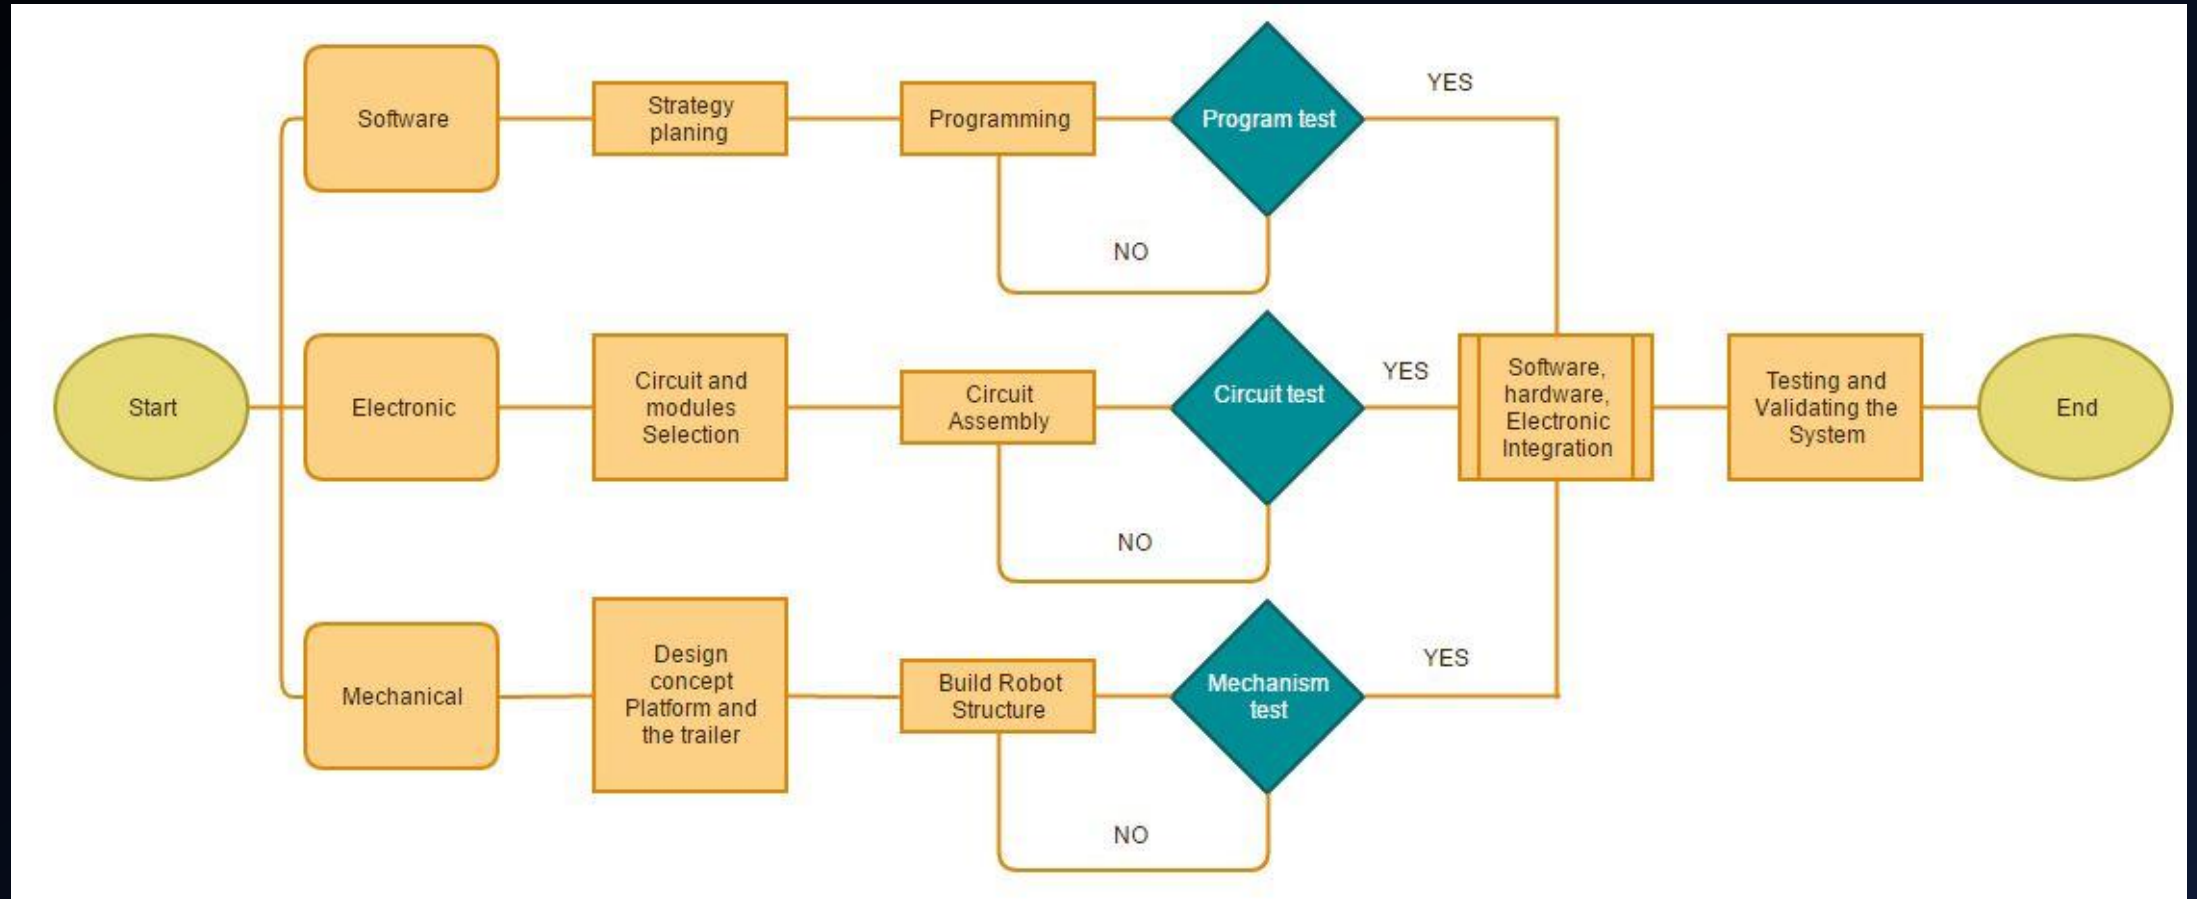 Software
Strategy
planing
Programming
Program test
YES
NO
Start
Electronic
Circuit and
modules
Selection
Circuit
Assembly
Circuit test
YES
NO
Software,
hardware,
Electronic
Integration
Testing and
Validating the
System
End
Mechanical
Design
concept
Platform and
the trailer
Build Robot
Structure
Mechanism
test
YES
NO